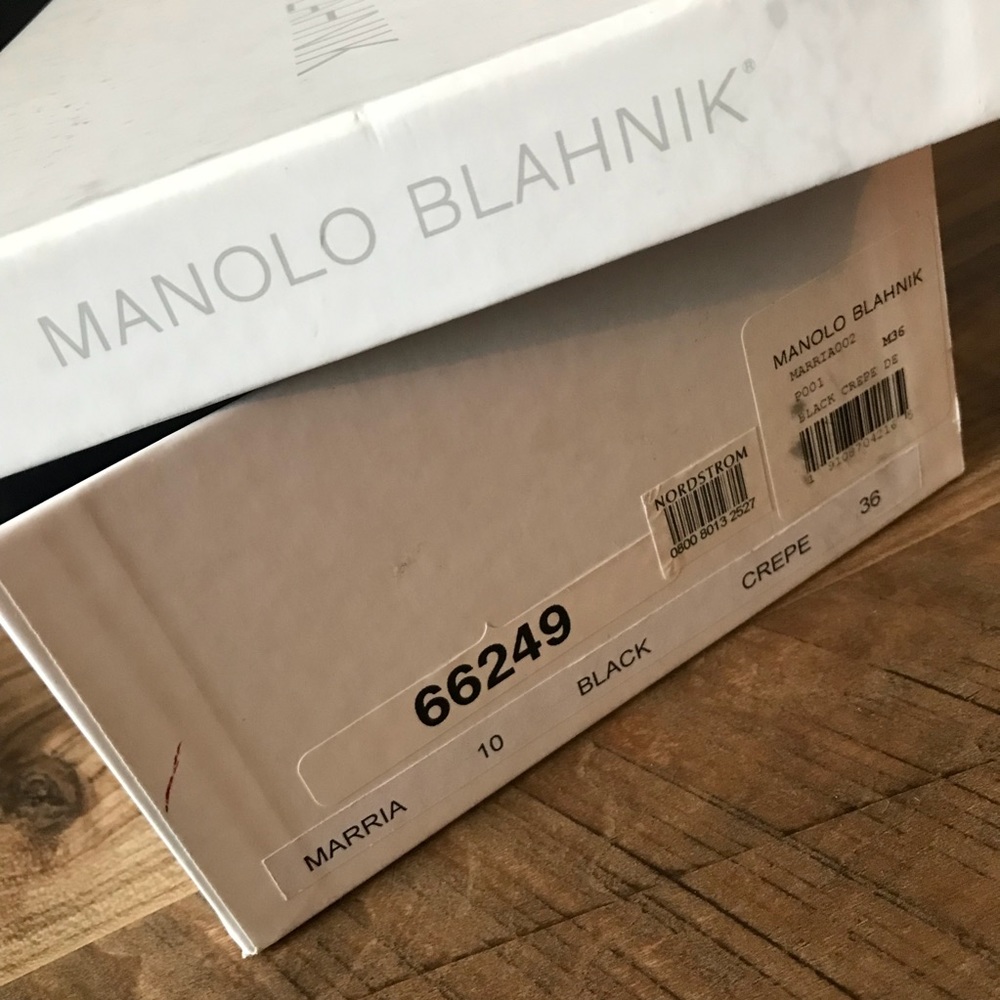 MANOLO BLAHNIK®
MANOLO BLAHNIK
MARRIA002 M36
P001
BLACK CREPE DE
NORDSTROM
0800 8013 2527
66249
MARRIA 10 BLACK CREPE 36